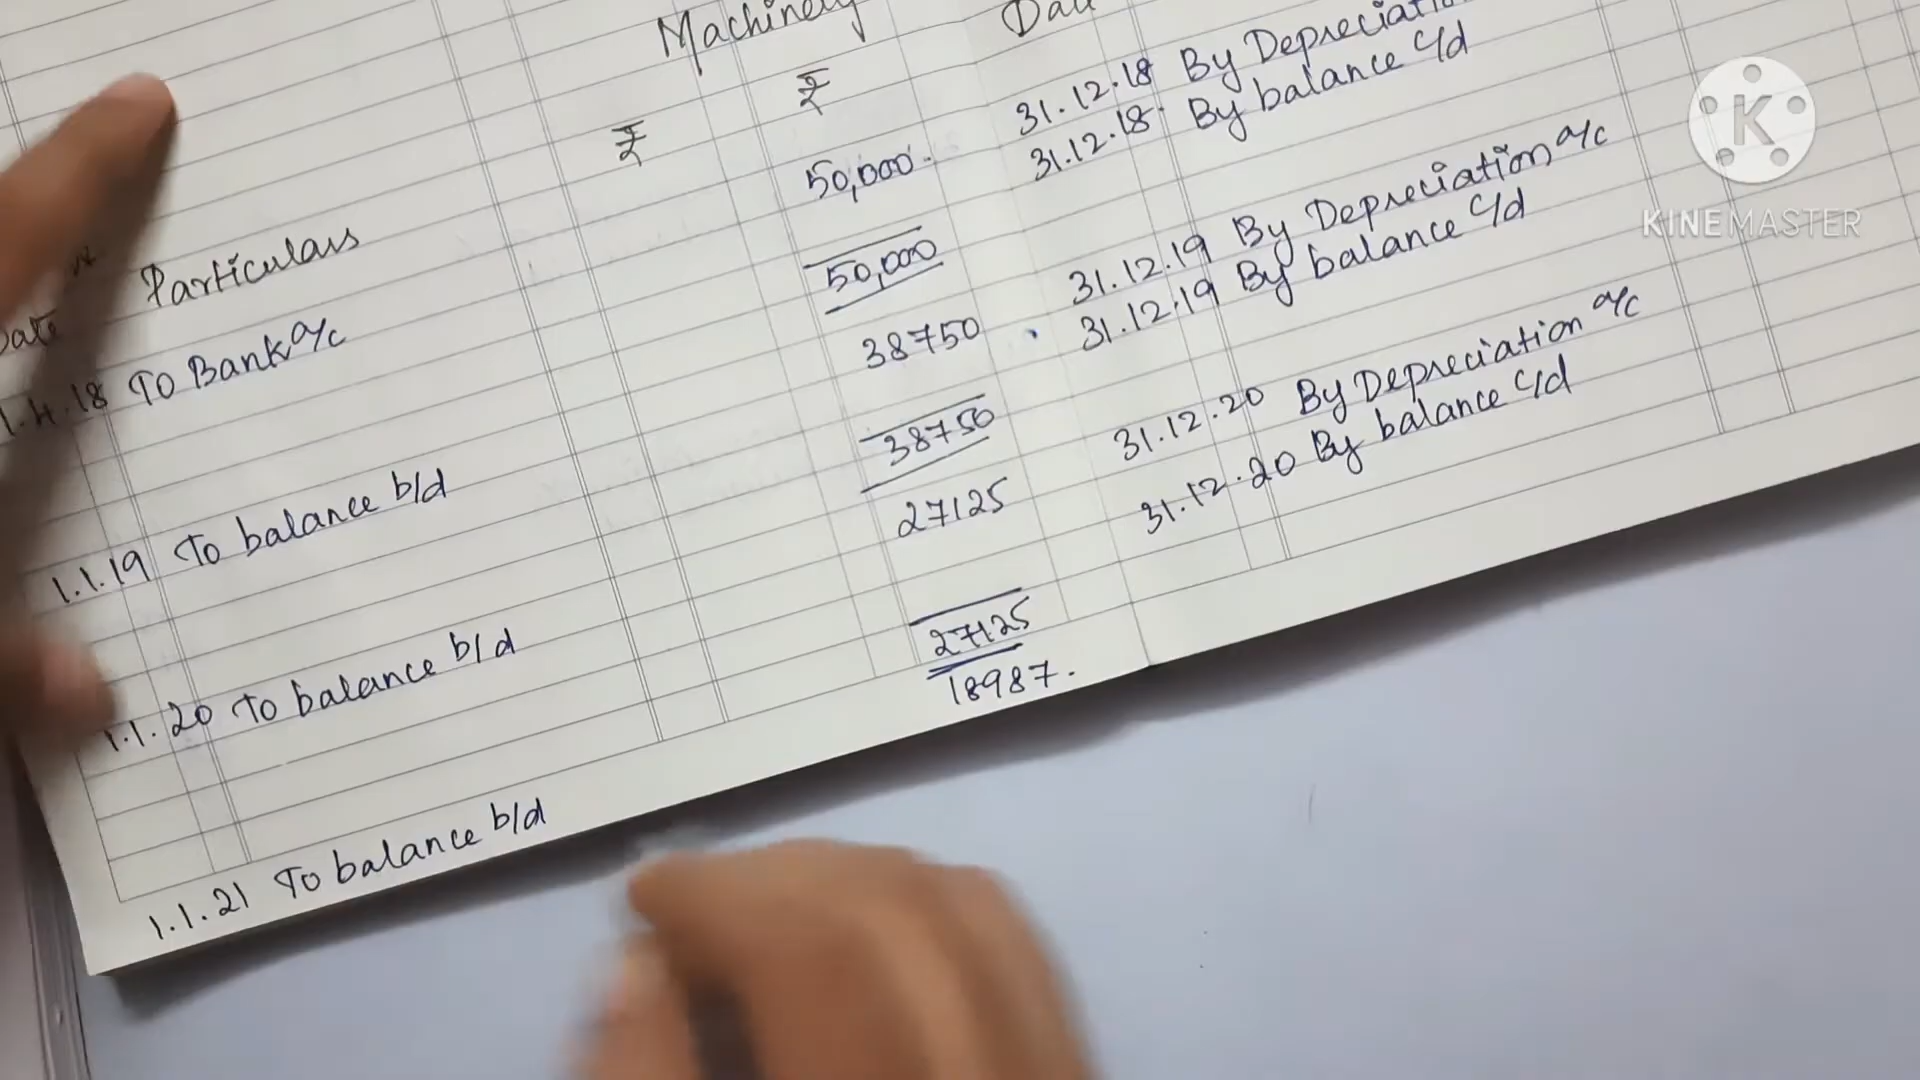 Machinery
Date Particulars ₹ ₹
1.4.18 To Bank a/c 50,000.
50,000
1.1.19 To balance b/d 38750
38750
1.1.20 To balance b/d 27125
27125
1.1.21 To balance b/d 18987.
31.12.18 By
31.12.18. By balance c/d
31.12.19 By Depreciation a/c
31.12.19 By balance c/d
31.12.20 By Depreciation a/c
31.12.20 By balance c/d
K
KINEMASTER